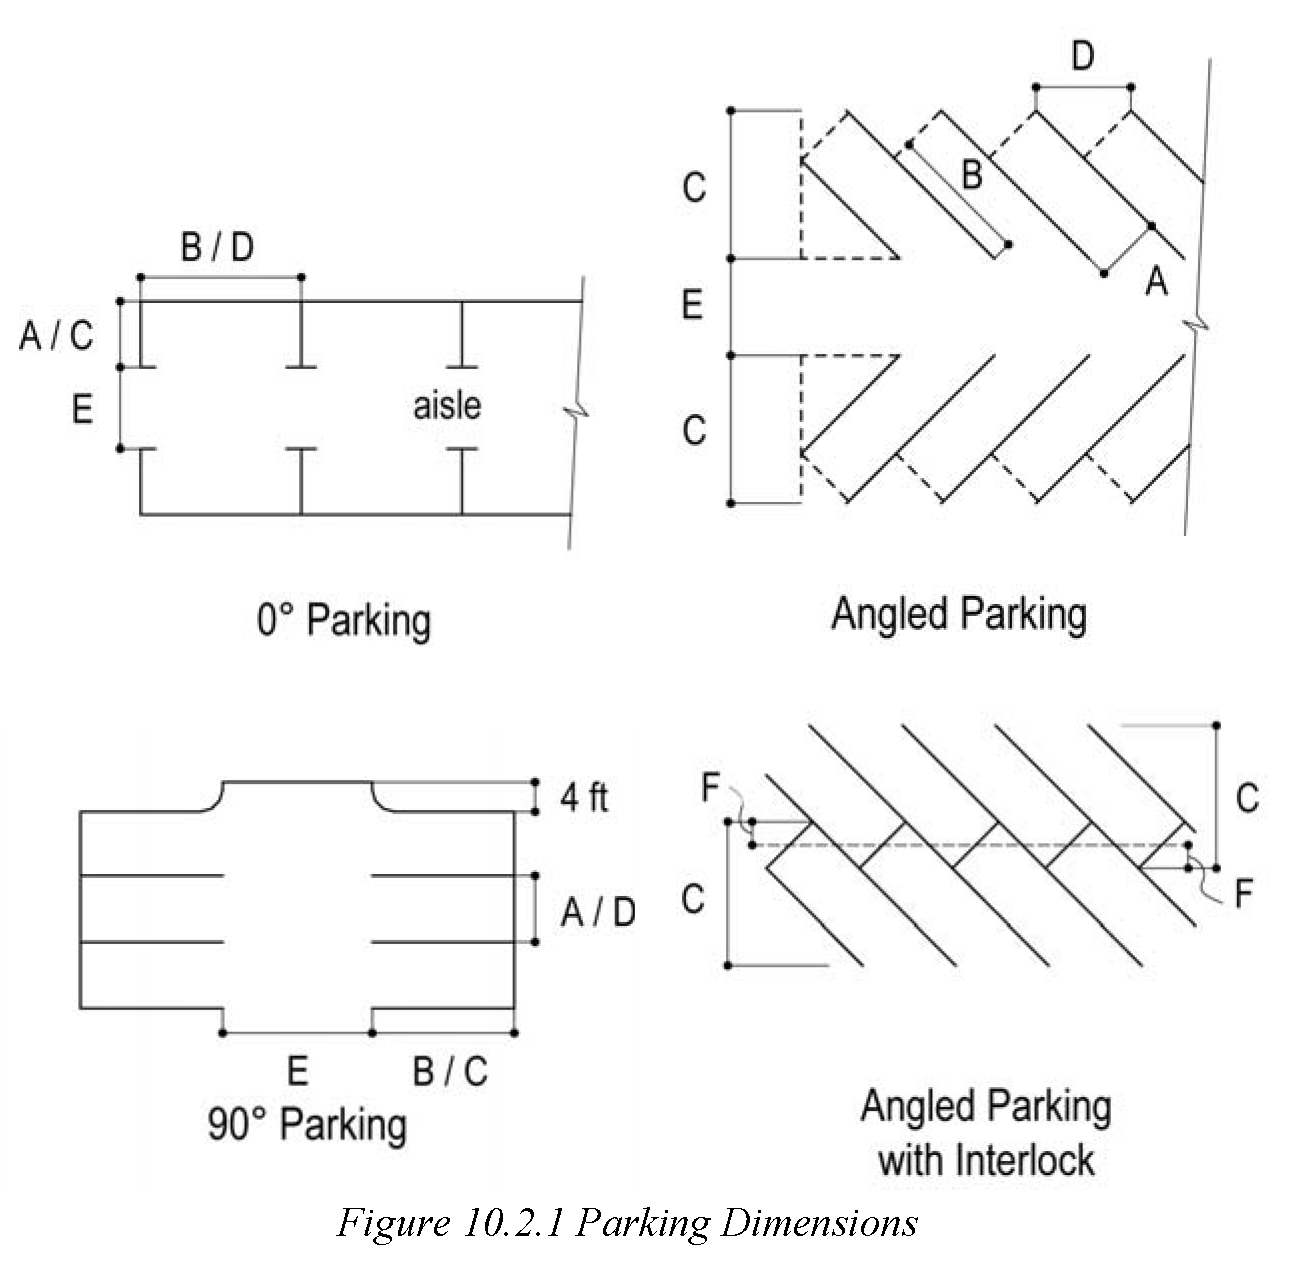 B / D
A / C
E
aisle
0° Parking
D
C
B
A
E
C
Angled Parking
4 ft
A / D
E
B / C
90° Parking
F
C
C
F
Angled Parking
with Interlock
Figure 10.2.1 Parking Dimensions